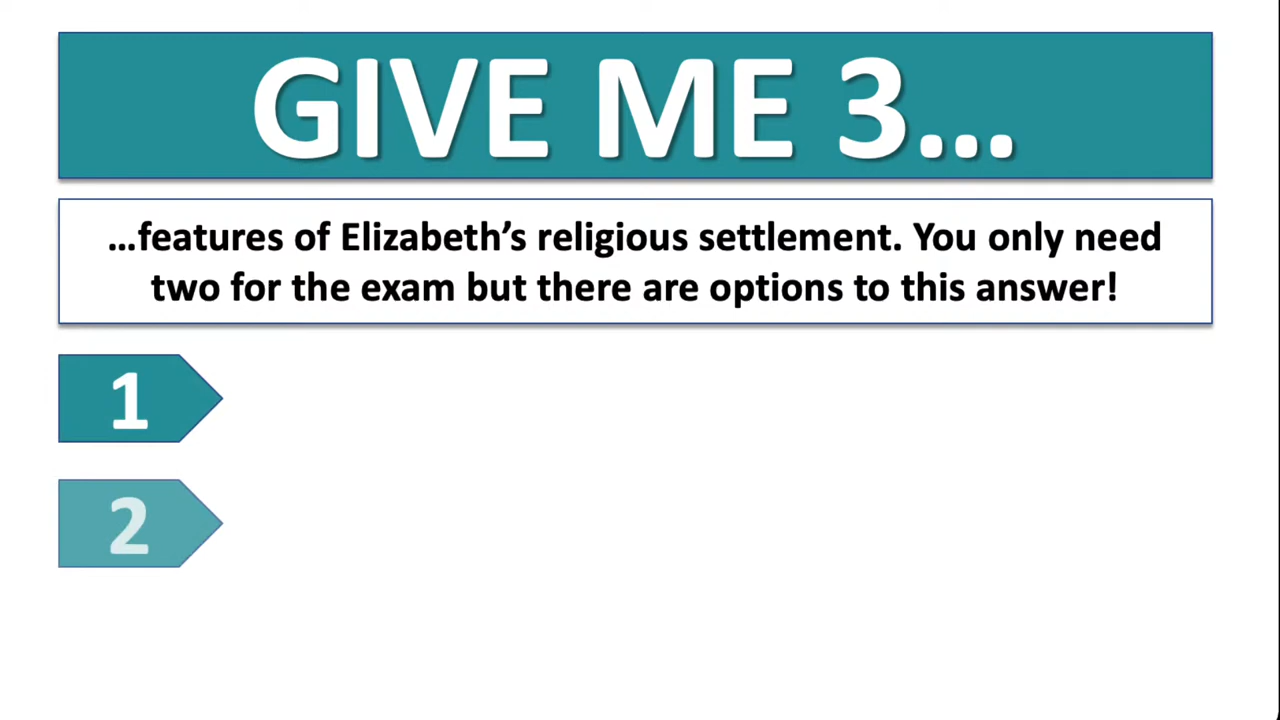 GIVE ME 3...
...features of Elizabeth’s religious settlement. You only need
two for the exam but there are options to this answer!
1
2